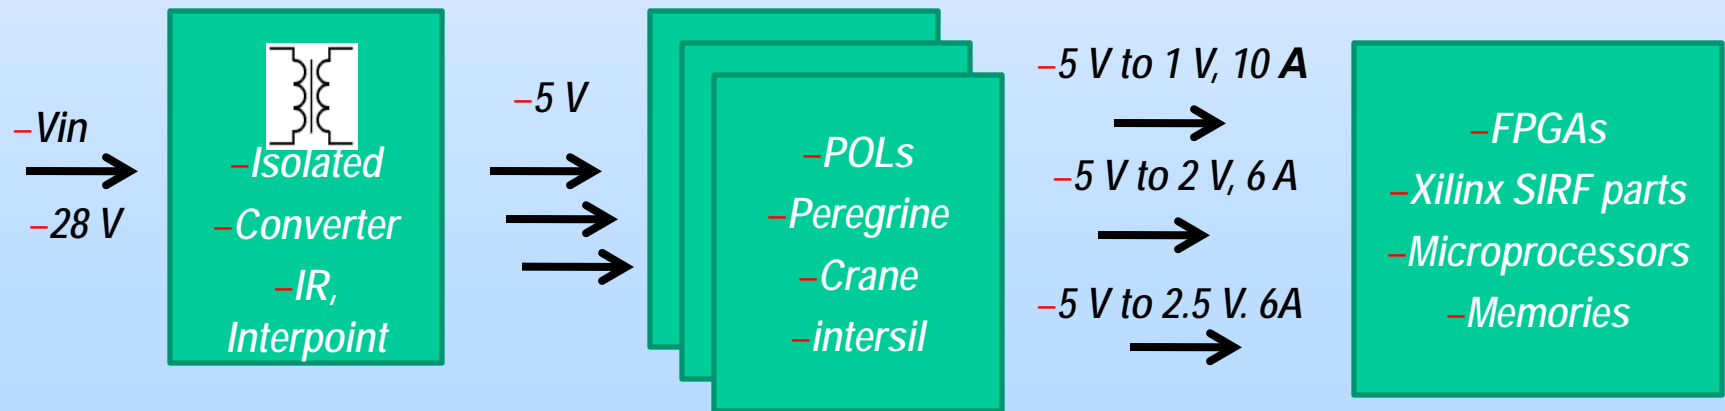 –Vin
–28 V
–Isolated
–Converter
–IR,
Interpoint
–5 V
–POLs
–Peregrine
–Crane
–intersil
–5 V to 1 V, 10 A
–5 V to 2 V, 6 A
–5 V to 2.5 V. 6A
–FPGAs
–Xilinx SIRF parts
–Microprocessors
–Memories